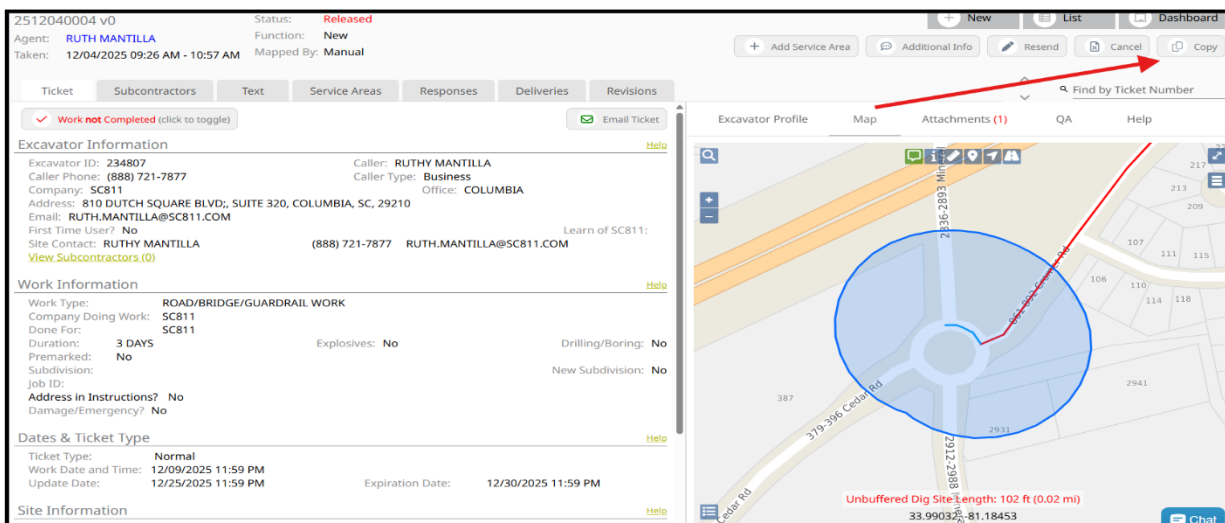 2512040004 v0
Status: Released
Agent: RUTH MANTILLA
Function: New
Taken: 12/04/2025 09:26 AM - 10:57 AM
Mapped By: Manual
New
List
Dashboard
Add Service Area
Additional Info
Resend
Cancel
Copy
Ticket
Subcontractors
Text
Service Areas
Responses
Deliveries
Revisions
Find by Ticket Number
Work not Completed (click to toggle)
Email Ticket
Excavator Profile
Map
Attachments (1)
QA
Help
Excavator Information
Help
Excavator ID: 234807
Caller: RUTHY MANTILLA
Caller Phone: (888) 721-7877
Caller Type: Business
Company: SC811
Office: COLUMBIA
Address: 810 DUTCH SQUARE BLVD;, SUITE 320, COLUMBIA, SC, 29210
Email: RUTH.MANTILLA@SC811.COM
First Time User? No
Learn of SC811:
Site Contact: RUTHY MANTILLA (888) 721-7877 RUTH.MANTILLA@SC811.COM
View Subcontractors (0)
Work Information
Help
Work Type: ROAD/BRIDGE/GUARDRAIL WORK
Company Doing Work: SC811
Done For: SC811
Duration: 3 DAYS
Explosives: No
Drilling/Boring: No
Premarked: No
Subdivision:
New Subdivision: No
Job ID:
Address in Instructions? No
Damage/Emergency? No
Dates & Ticket Type
Help
Ticket Type: Normal
Work Date and Time: 12/09/2025 11:59 PM
Update Date: 12/25/2025 11:59 PM
Expiration Date: 12/30/2025 11:59 PM
Site Information
Help
217
213
209
107
111
115
106
110
114
118
2941
387
379-396 Cedar Rd
2931
2912-2988
Cedar Rd
Unbuffered Dig Site Length: 102 ft (0.02 mi)
33.99032, -81.18453
Chat